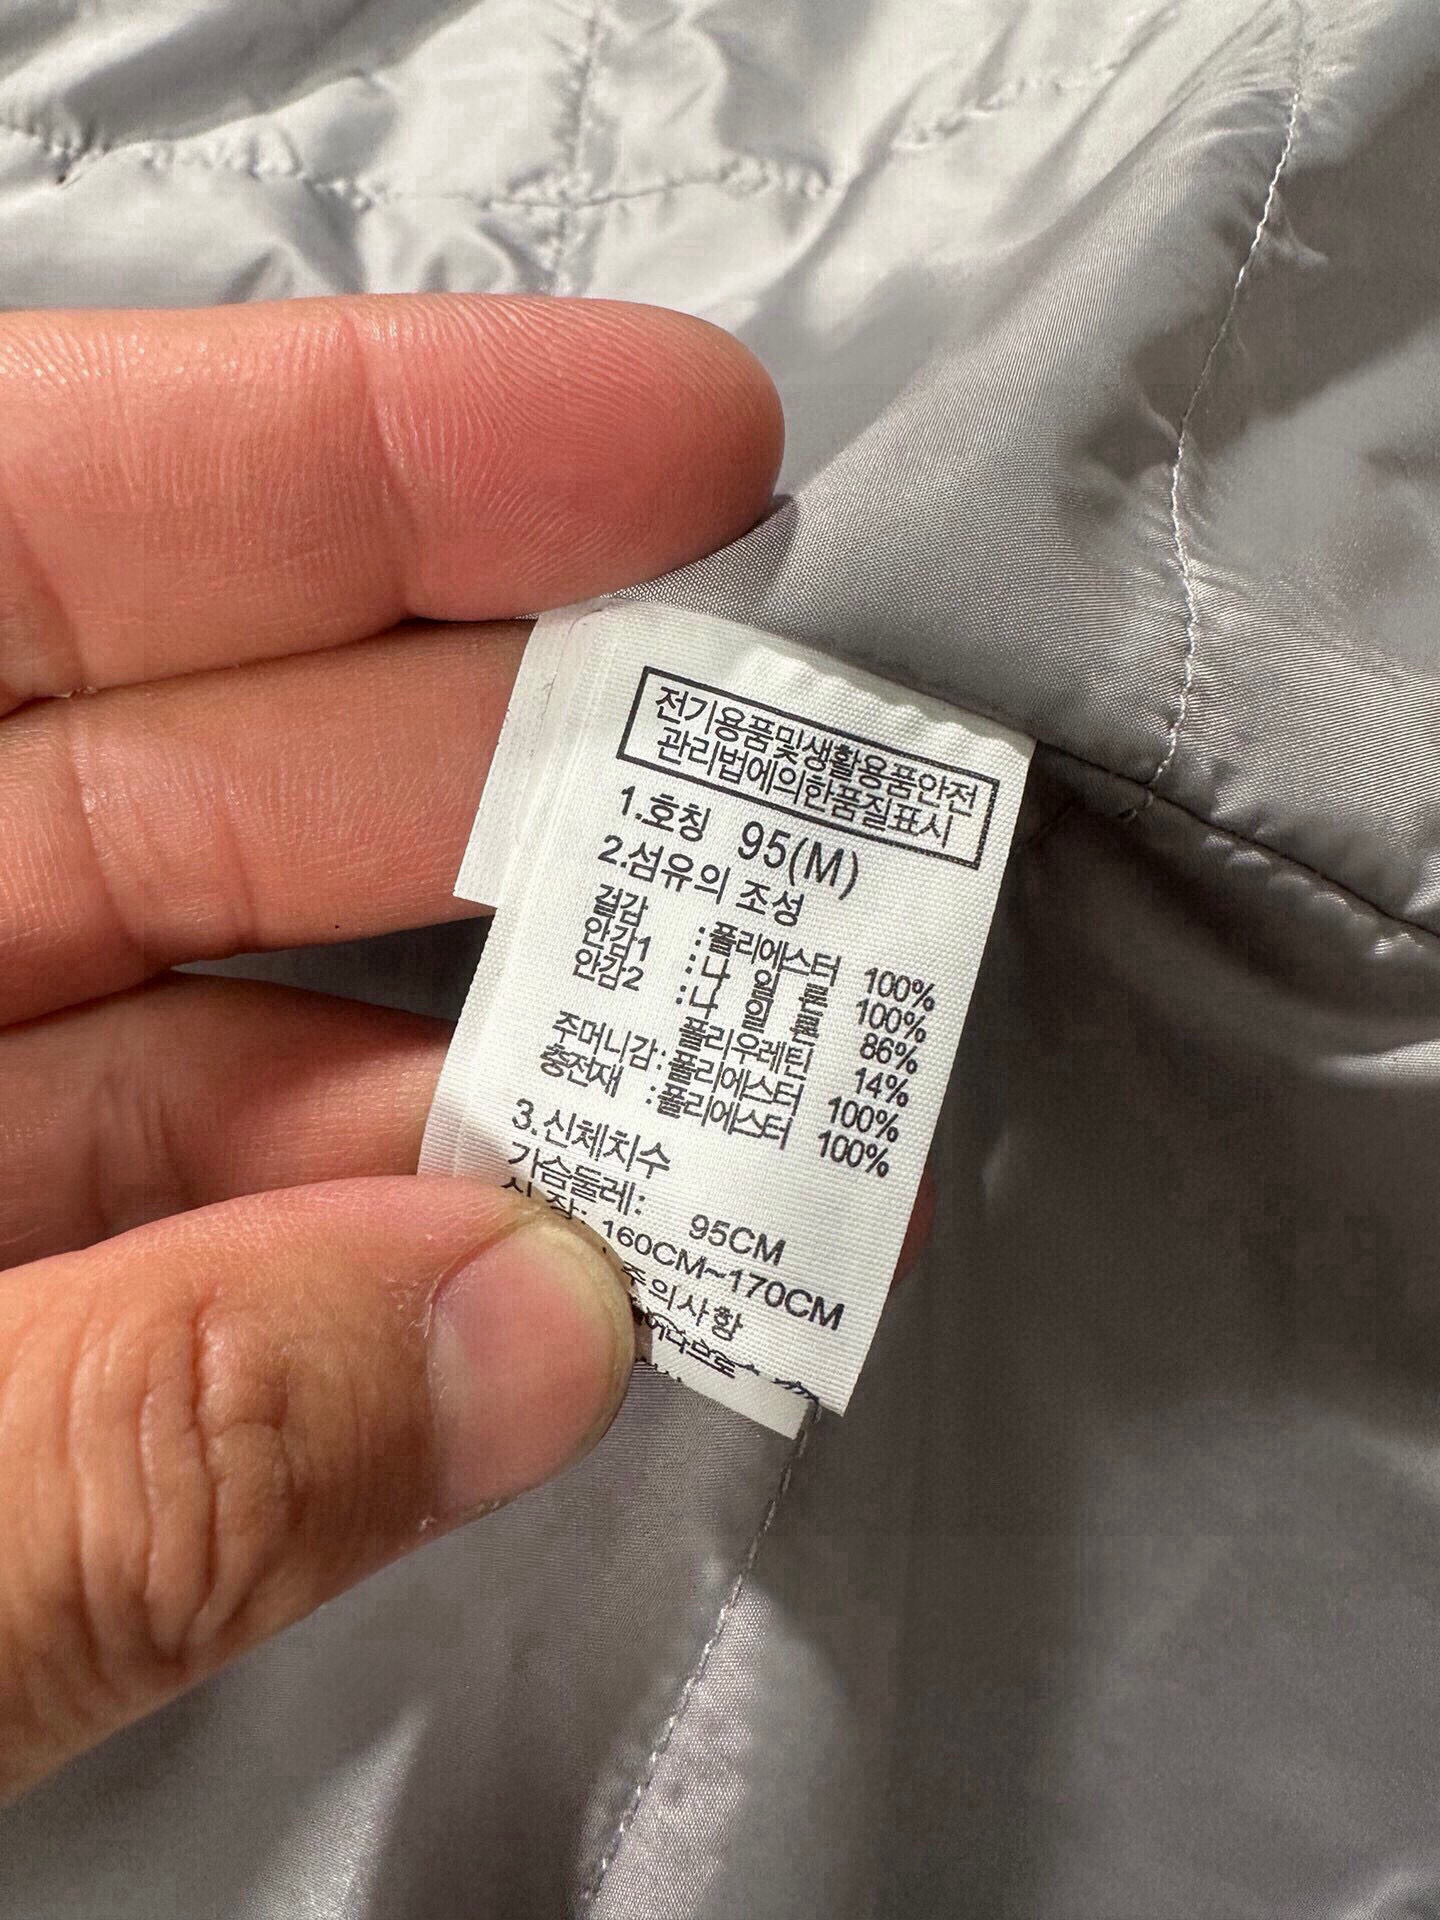 전기용품및생활용품안전
관리법에의한품질표시
1.호칭 95(M)
2.섬유의 조성
겉감 :폴리에스터 100%
안감1 :나 일 론 100%
안감2 :나 일 론 86%
폴리우레틴 14%
주머니감:폴리에스터 100%
충전재 :폴리에스터 100%
3.신체치수
가슴둘레: 95CM
신 장: 160CM~170CM
주의사항